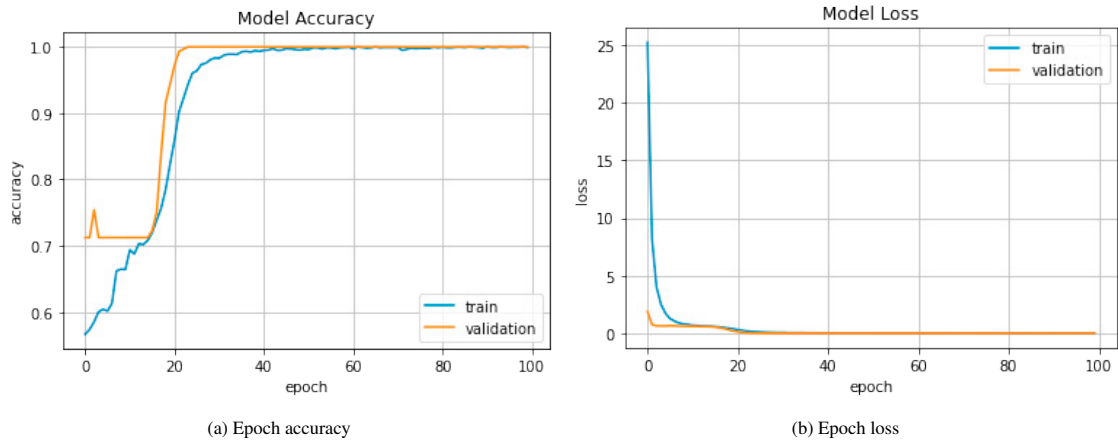 Model Accuracy
1.0
0.9
0.8
0.7
0.6
accuracy
train
validation
0
20
40
60
80
100
epoch
(a) Epoch accuracy
Model Loss
25
20
15
10
5
0
loss
train
validation
0
20
40
60
80
100
epoch
(b) Epoch loss